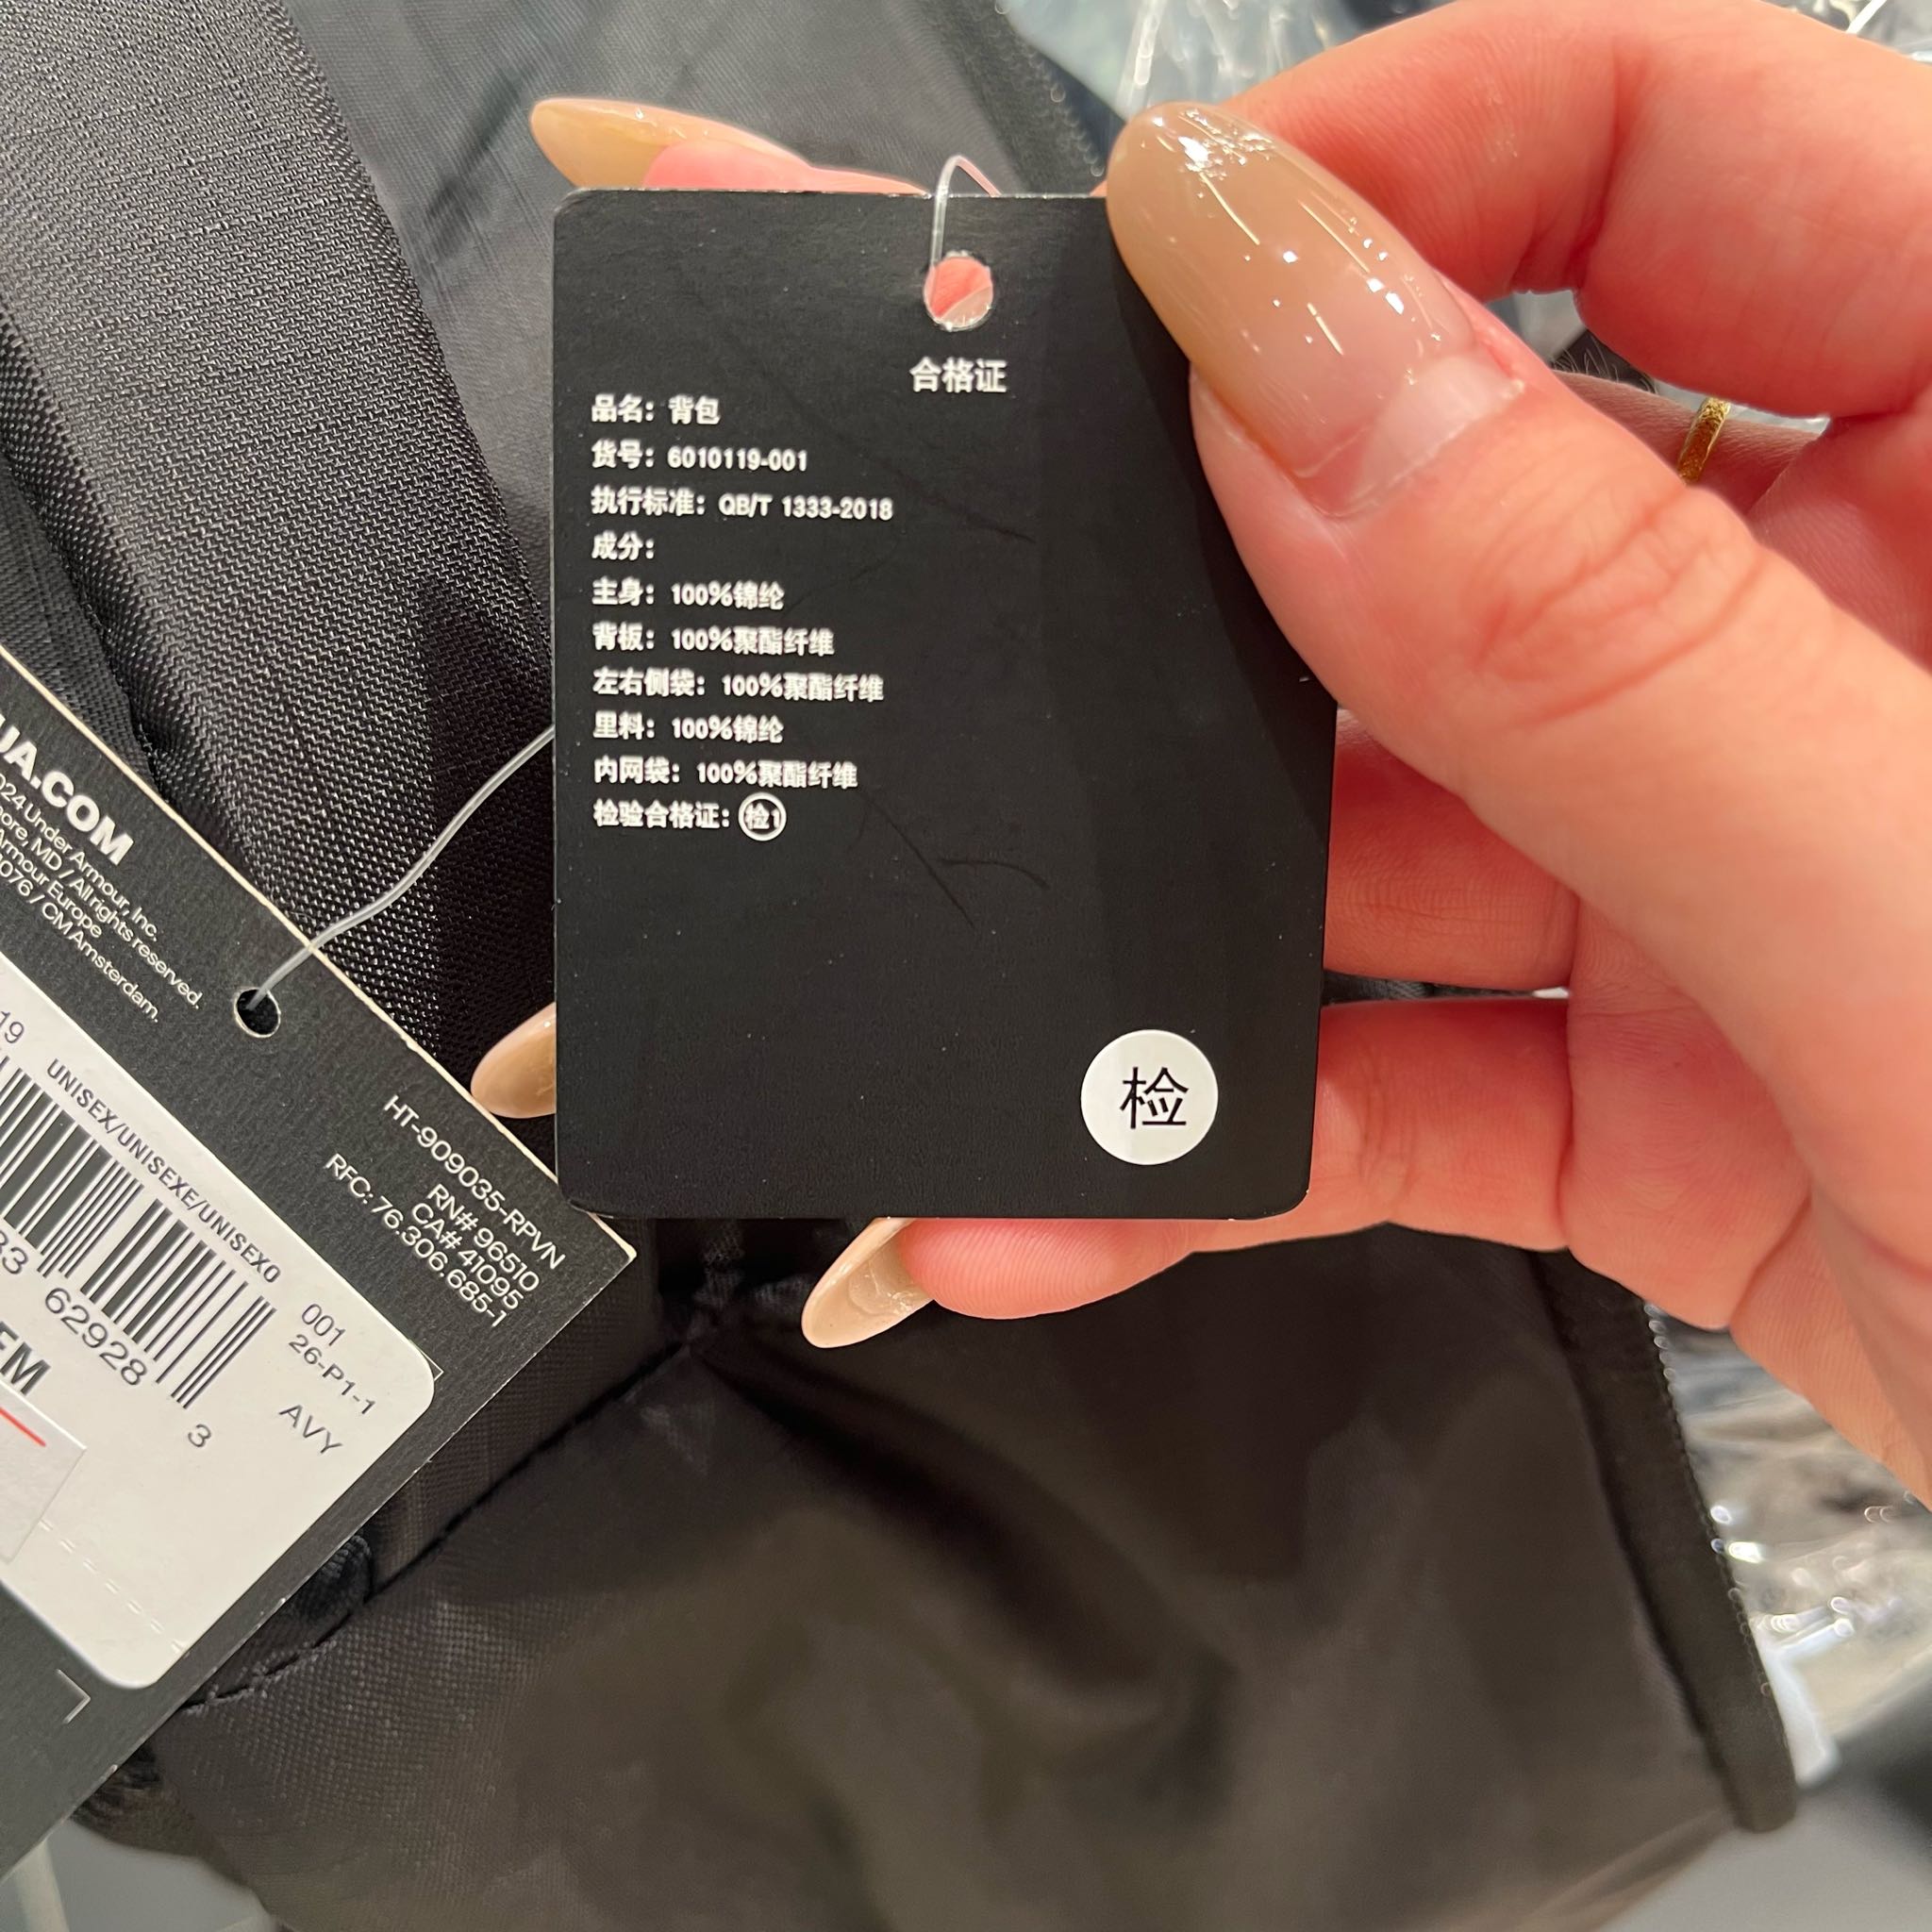 合格证
品名：背包
货号：6010119-001
执行标准：QB/T 1333-2018
成分：
主身：100%锦纶
背板：100%聚酯纤维
左右侧袋：100%聚酯纤维
里料：100%锦纶
内网袋：100%聚酯纤维
检验合格证：检1
检
UA.COM
Under Armour, Inc.
MD / All rights reserved.
Armour Europe
/ CM Amsterdam.
UNISEX/UNISEXE/UNISEXO
62928
3
001
26-P1-1
AVY
HT-909035-RPVN
RN# 96510
CA# 41095
RFC: 76.306.685-1